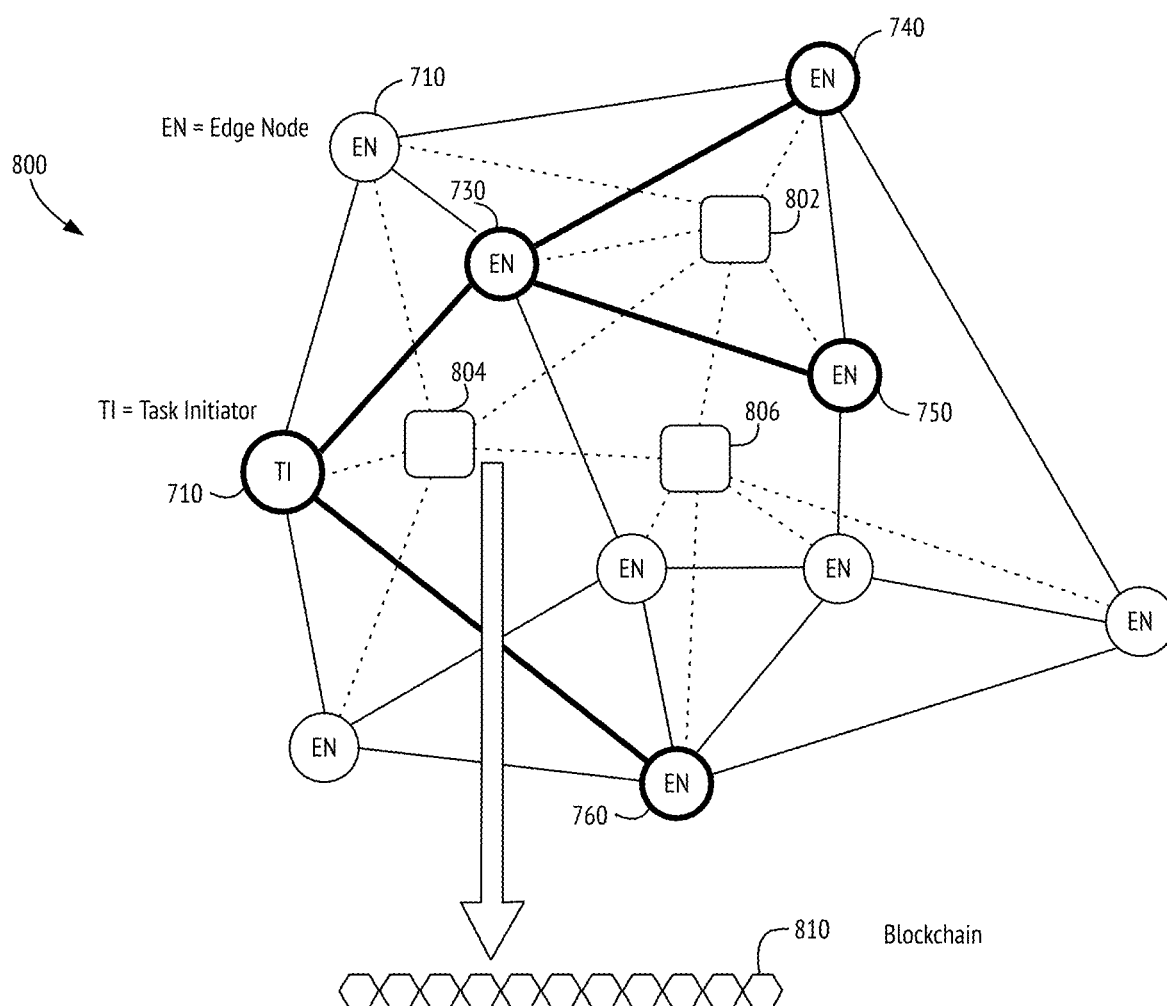 740
710
EN
EN = Edge Node
EN
800
730
802
EN
EN
750
804
806
TI = Task Initiator
TI
710
EN
EN
EN
EN
EN
760
810
Blockchain